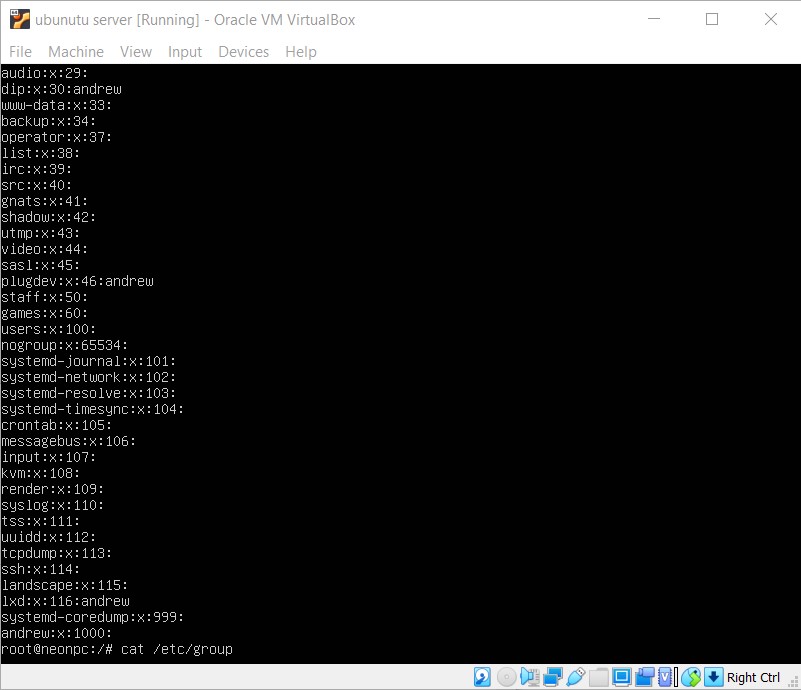 ubunutu server [Running] - Oracle VM VirtualBox
File Machine View Input Devices Help
audio:x:29:
dip:x:30:andrew
www-data:x:33:
backup:x:34:
operator:x:37:
list:x:38:
irc:x:39:
src:x:40:
gnats:x:41:
shadow:x:42:
utmp:x:43:
video:x:44:
sasl:x:45:
plugdev:x:46:andrew
staff:x:50:
games:x:60:
users:x:100:
nogroup:x:65534:
systemd-journal:x:101:
systemd-network:x:102:
systemd-resolve:x:103:
systemd-timesync:x:104:
crontab:x:105:
messagebus:x:106:
input:x:107:
kvm:x:108:
render:x:109:
syslog:x:110:
tss:x:111:
uuidd:x:112:
tcpdump:x:113:
ssh:x:114:
landscape:x:115:
lxd:x:116:andrew
systemd-coredump:x:999:
andrew:x:1000:
root@neonpc:/# cat /etc/group
Right Ctrl